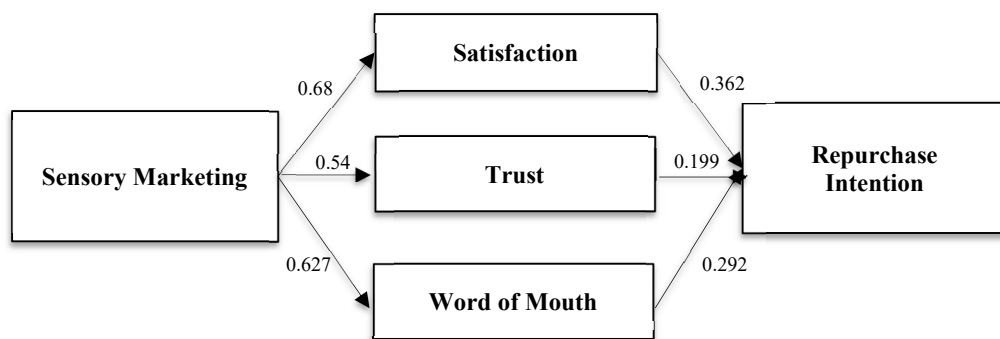 Satisfaction
0.68
0.362
Sensory Marketing
0.54
Trust
0.199
Repurchase
Intention
0.627
0.292
Word of Mouth